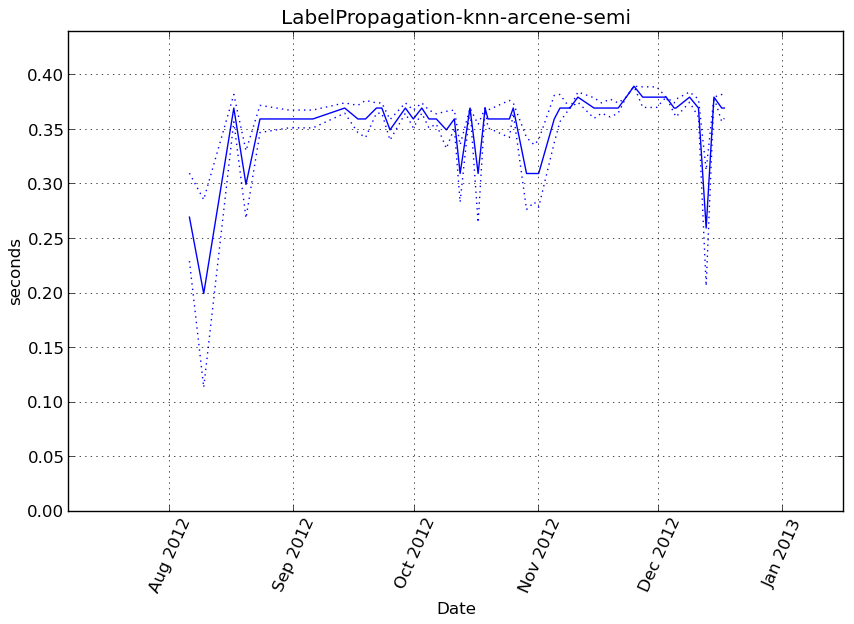 LabelPropagation-knn-arcene-semi
0.40
0.35
0.30
0.25
0.20
0.15
0.10
0.05
0.00
seconds
Aug 2012
Sep 2012
Oct 2012
Nov 2012
Dec 2012
Jan 2013
Date